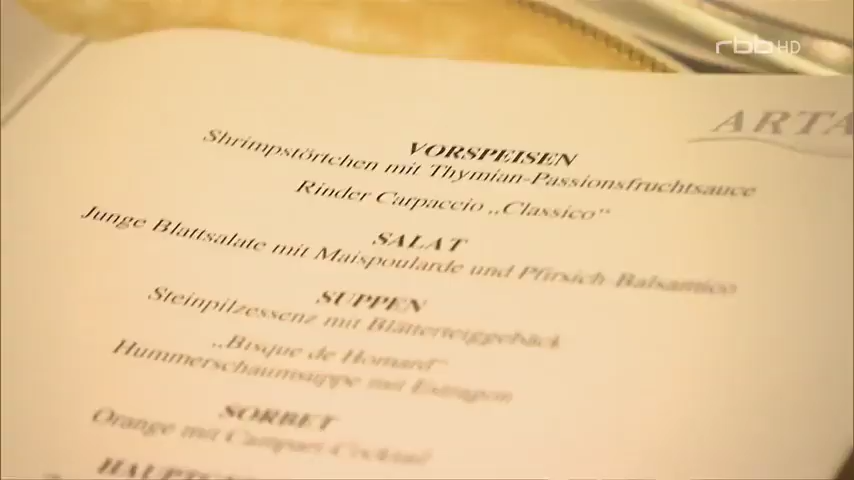 rbb HD
ARTA
VORSPEISEN
Shrimpstörtchen mit Thymian-Passionsfruchtsauce
Rinder Carpaccio „Classico“
SALAT
Junge Blattsalate mit Maispoularde und Pfirsich-Balsamico
SUPPEN
Steinpilzessenz mit Blätterteiggebäck
„Bisque de Homard“
Hummerschaumsuppe mit Estragon
SORBET
Orange mit Campari-Cocktail